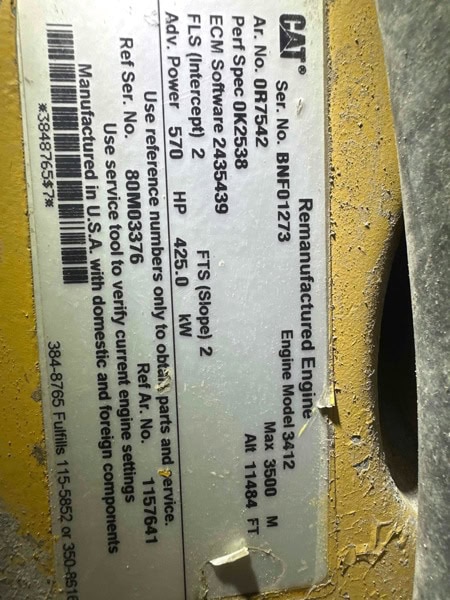 CAT® Remanufactured Engine
Ser. No. BNF01273 Engine Model 3412
Ar. No. 0R7542 Max 3500 M
Perf Spec 0K2538 Alt 11484 FT
ECM Software 2435439
FLS (Intercept) 2 FTS (Slope) 2
Adv. Power 570 HP 425.0 kW
Use reference numbers only to obtain parts and service.
Ref Ser. No. 80M03376 Ref Ar. No. 1157641
Use service tool to verify current engine settings
Manufactured in U.S.A. with domestic and foreign components
*3848765$7*
384-8765 Fulfills 115-5852 or 350-8616